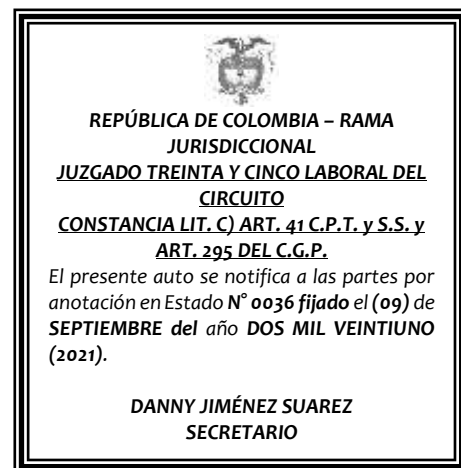 REPÚBLICA DE COLOMBIA – RAMA
JURISDICCIONAL
JUZGADO TREINTA Y CINCO LABORAL DEL
CIRCUITO
CONSTANCIA LIT. C) ART. 41 C.P.T. y S.S. y
ART. 295 DEL C.G.P.
El presente auto se notifica a las partes por
anotación en Estado N° 0036 fijado el (09) de
SEPTIEMBRE del año DOS MIL VEINTIUNO
(2021).
DANNY JIMÉNEZ SUAREZ
SECRETARIO